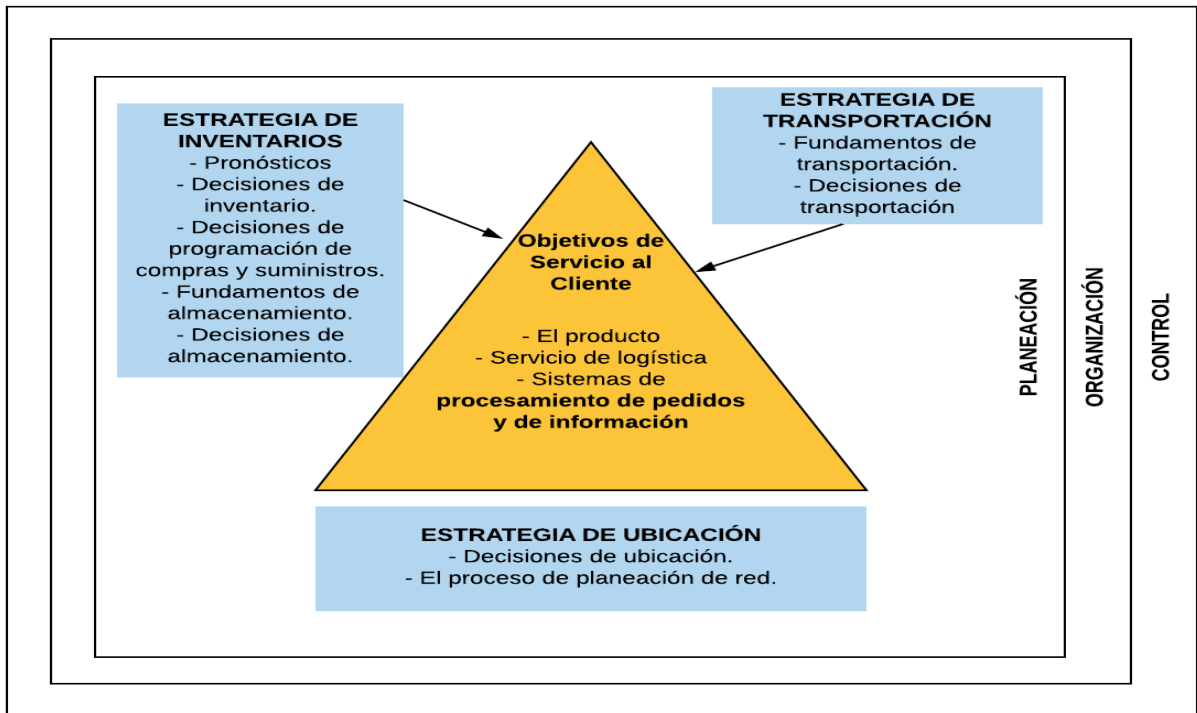 ESTRATEGIA DE
INVENTARIOS
- Pronósticos
- Decisiones de
inventario.
- Decisiones de
programación de
compras y suministros.
- Fundamentos de
almacenamiento.
- Decisiones de
almacenamiento.
ESTRATEGIA DE
TRANSPORTACIÓN
- Fundamentos de
transportación.
- Decisiones de
transportación
Objetivos de
Servicio al
Cliente
- El producto
- Servicio de logística
- Sistemas de
procesamiento de pedidos
y de información
ESTRATEGIA DE UBICACIÓN
- Decisiones de ubicación.
- El proceso de planeación de red.
PLANEACIÓN
ORGANIZACIÓN
CONTROL